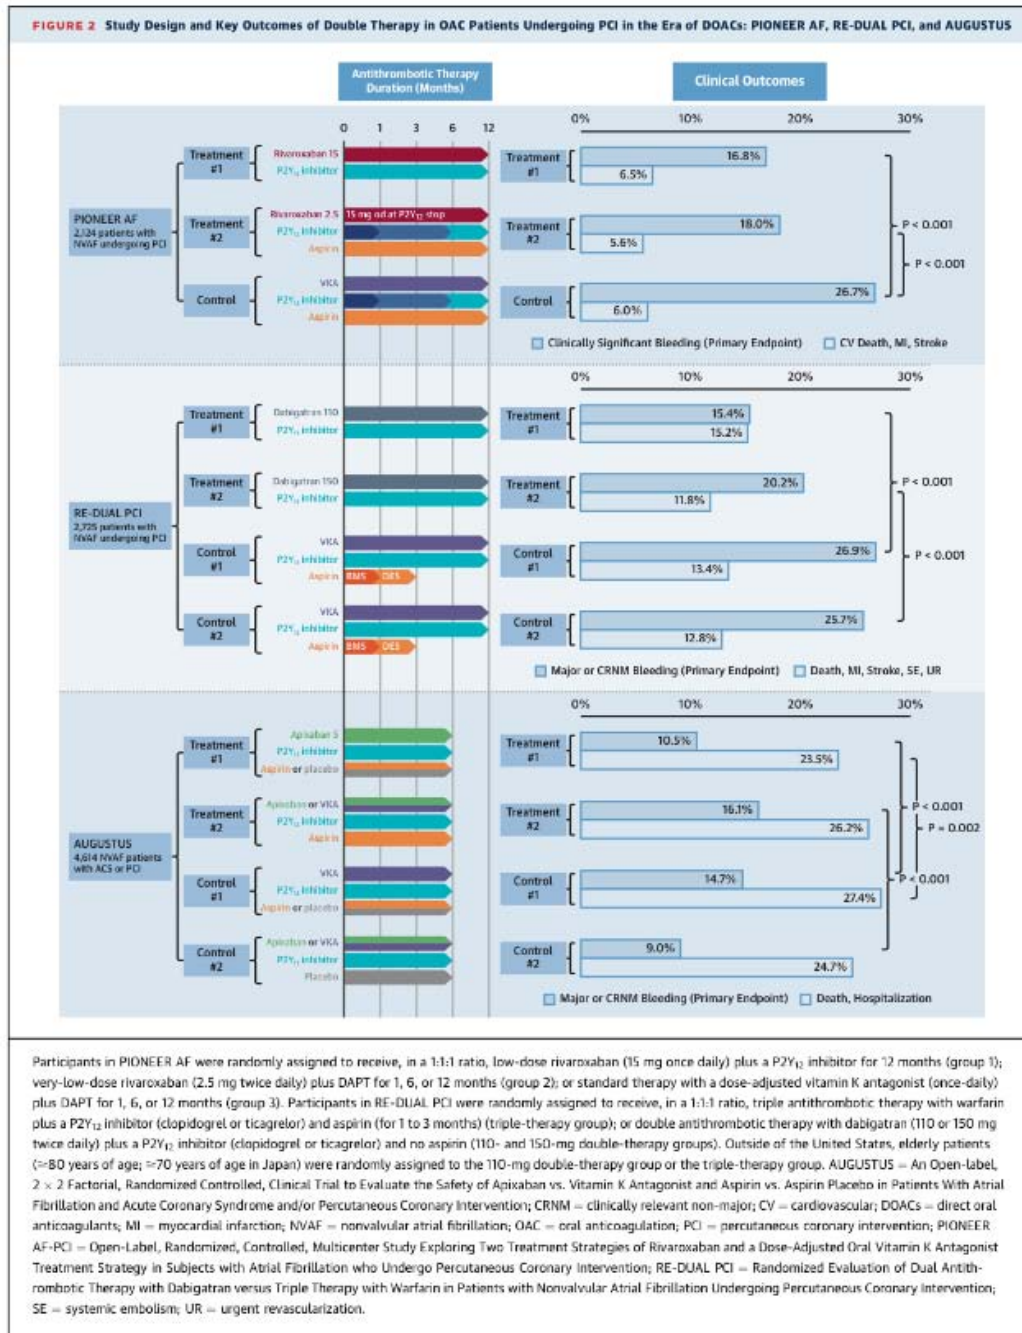 FIGURE 2 Study Design and Key Outcomes of Double Therapy in OAC Patients Undergoing PCI in the Era of DOACs: PIONEER AF, RE-DUAL PCI, and AUGUSTUS
Antithrombotic Therapy
Duration (Months)
Clinical Outcomes
0 1 3 6 12
0% 10% 20% 30%
PIONEER AF
2,124 patients with
NVAF undergoing PCI
Treatment
#1
Rivaroxaban 15
P2Y₁₂ inhibitor
Treatment
#1
16.8%
6.5%
Treatment
#2
Rivaroxaban 2.5
15 mg od at P2Y₁₂ stop
P2Y₁₂ inhibitor
Aspirin
Treatment
#2
18.0%
5.6%
Control
VKA
P2Y₁₂ inhibitor
Aspirin
Control
26.7%
6.0%
P < 0.001
P < 0.001
Clinically Significant Bleeding (Primary Endpoint) CV Death, MI, Stroke
0% 10% 20% 30%
RE-DUAL PCI
2,725 patients with
NVAF undergoing PCI
Treatment
#1
Dabigatran 110
P2Y₁₂ inhibitor
Treatment
#1
15.4%
15.2%
Treatment
#2
Dabigatran 150
P2Y₁₂ inhibitor
Treatment
#2
20.2%
11.8%
Control
#1
VKA
P2Y₁₂ inhibitor
Aspirin
BMS DES
Control
#1
26.9%
13.4%
Control
#2
VKA
P2Y₁₂ inhibitor
Aspirin
BMS DES
Control
#2
25.7%
12.8%
P < 0.001
P < 0.001
Major or CRNM Bleeding (Primary Endpoint) Death, MI, Stroke, SE, UR
0% 10% 20% 30%
AUGUSTUS
4,614 NVAF patients
with ACS or PCI
Treatment
#1
Apixaban 5
P2Y₁₂ inhibitor
Aspirin or placebo
Treatment
#1
10.5%
23.5%
Treatment
#2
Apixaban or VKA
P2Y₁₂ inhibitor
Aspirin
Treatment
#2
16.1%
26.2%
Control
#1
VKA
P2Y₁₂ inhibitor
Aspirin or placebo
Control
#1
14.7%
27.4%
Control
#2
Apixaban or VKA
P2Y₁₂ inhibitor
Placebo
Control
#2
9.0%
24.7%
P < 0.001
P = 0.002
P < 0.001
Major or CRNM Bleeding (Primary Endpoint) Death, Hospitalization
Participants in PIONEER AF were randomly assigned to receive, in a 1:1:1 ratio, low-dose rivaroxaban (15 mg once daily) plus a P2Y₁₂ inhibitor for 12 months (group 1);
very-low-dose rivaroxaban (2.5 mg twice daily) plus DAPT for 1, 6, or 12 months (group 2); or standard therapy with a dose-adjusted vitamin K antagonist (once-daily)
plus DAPT for 1, 6, or 12 months (group 3). Participants in RE-DUAL PCI were randomly assigned to receive, in a 1:1:1 ratio, triple antithrombotic therapy with warfarin
plus a P2Y₁₂ inhibitor (clopidogrel or ticagrelor) and aspirin (for 1 to 3 months) (triple-therapy group); or double antithrombotic therapy with dabigatran (110 or 150 mg
twice daily) plus a P2Y₁₂ inhibitor (clopidogrel or ticagrelor) and no aspirin (110- and 150-mg double-therapy groups). Outside of the United States, elderly patients
(≥80 years of age; ≥70 years of age in Japan) were randomly assigned to the 110-mg double-therapy group or the triple-therapy group. AUGUSTUS = An Open-label,
2 × 2 Factorial, Randomized Controlled, Clinical Trial to Evaluate the Safety of Apixaban vs. Vitamin K Antagonist and Aspirin vs. Aspirin Placebo in Patients With Atrial
Fibrillation and Acute Coronary Syndrome and/or Percutaneous Coronary Intervention; CRNM = clinically relevant non-major; CV = cardiovascular; DOACs = direct oral
anticoagulants; MI = myocardial infarction; NVAF = nonvalvular atrial fibrillation; OAC = oral anticoagulation; PCI = percutaneous coronary intervention; PIONEER
AF-PCI = Open-Label, Randomized, Controlled, Multicenter Study Exploring Two Treatment Strategies of Rivaroxaban and a Dose-Adjusted Oral Vitamin K Antagonist
Treatment Strategy in Subjects with Atrial Fibrillation who Undergo Percutaneous Coronary Intervention; RE-DUAL PCI = Randomized Evaluation of Dual Antith-
rombotic Therapy with Dabigatran versus Triple Therapy with Warfarin in Patients with Nonvalvular Atrial Fibrillation Undergoing Percutaneous Coronary Intervention;
SE = systemic embolism; UR = urgent revascularization.